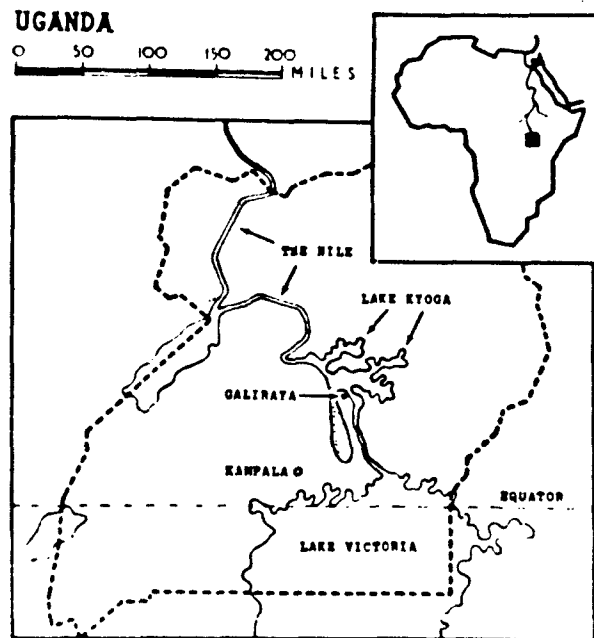 UGANDA
0 50 100 150 200
MILES
THE NILE
LAKE KYOGA
GALIRAYA
KAMPALA
EQUATOR
LAKE VICTORIA